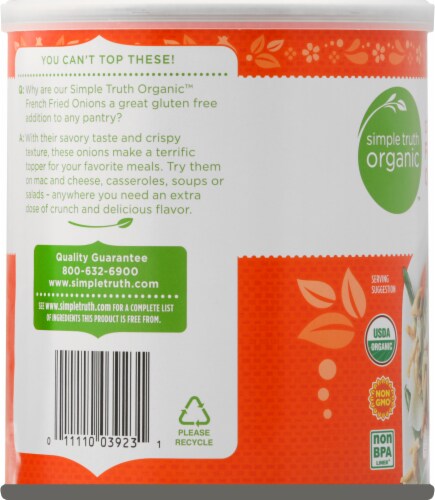 YOU CAN'T TOP THESE!
Q: Why are our Simple Truth Organic™
French Fried Onions a great gluten free
addition to any pantry?
A: With their savory taste and crispy
texture, these onions make a terrific
topper for your favorite meals. Try them
on mac and cheese, casseroles, soups or
salads – anywhere you need an extra
dose of crunch and delicious flavor.
Quality Guarantee
800-632-6900
www.simpletruth.com
SEE www.simpletruth.com FOR A COMPLETE LIST
OF INGREDIENTS THIS PRODUCT IS FREE FROM.
0 11110 03923 1
PLEASE
RECYCLE
simple truth
organic
SERVING
SUGGESTION
USDA
ORGANIC
NON
GMO
non
BPA
LINER